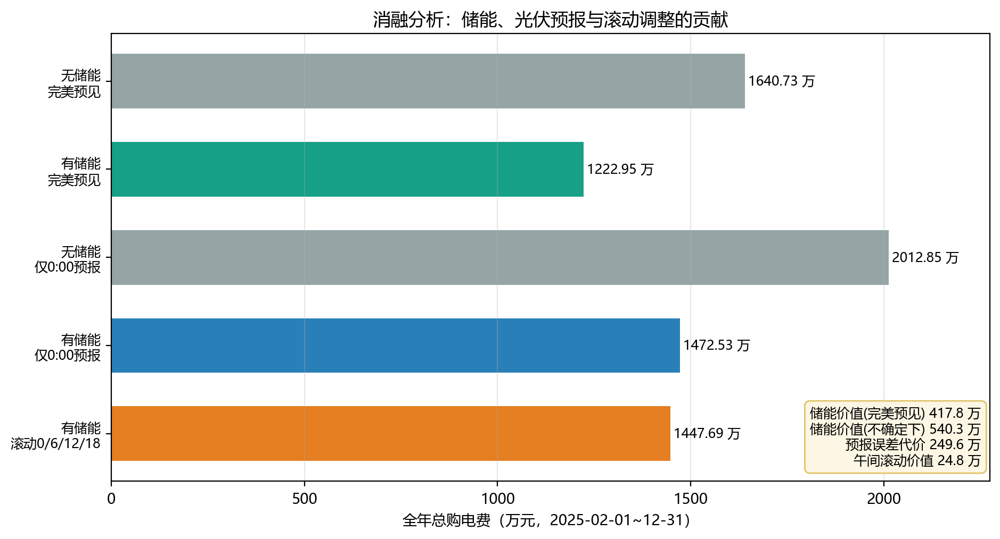 消融分析：储能、光伏预报与滚动调整的贡献
无储能
完美预见
1640.73 万
有储能
完美预见
1222.95 万
无储能
仅0:00预报
2012.85 万
有储能
仅0:00预报
1472.53 万
有储能
滚动0/6/12/18
1447.69 万
储能价值(完美预见) 417.8 万
储能价值(不确定下) 540.3 万
预报误差代价 249.6 万
午间滚动价值 24.8 万
0 500 1000 1500 2000
全年总购电费（万元，2025-02-01~12-31）